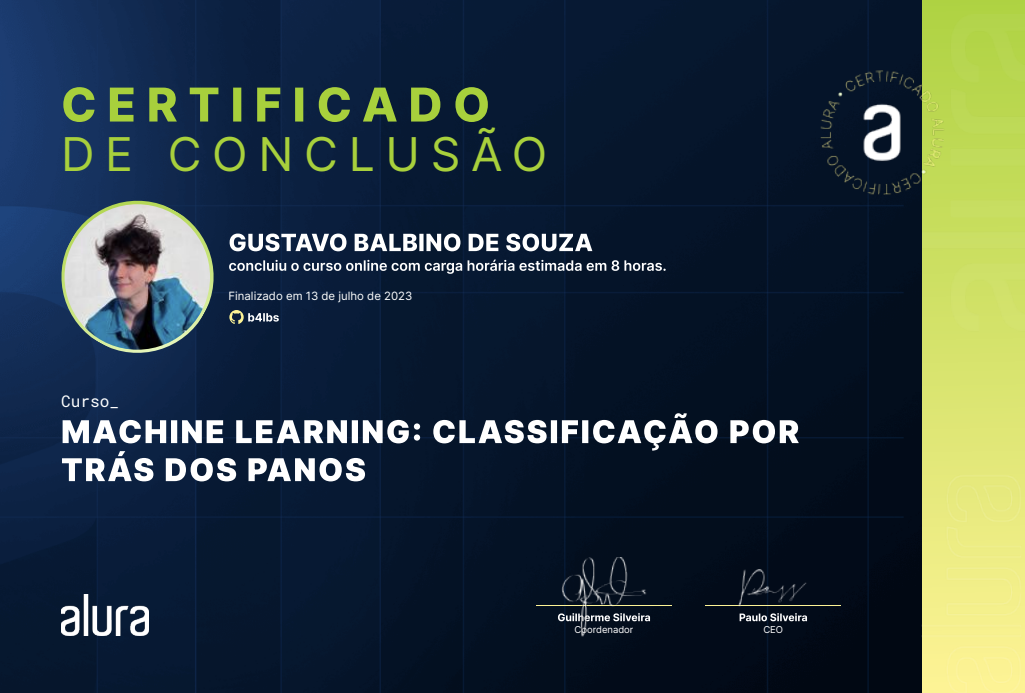 CERTIFICADO
DE CONCLUSÃO
CERTIFICADO ALURA • CERTIFICADO ALURA •
a
GUSTAVO BALBINO DE SOUZA
concluiu o curso online com carga horária estimada em 8 horas.
Finalizado em 13 de julho de 2023
b4lbs
Curso_
MACHINE LEARNING: CLASSIFICAÇÃO POR
TRÁS DOS PANOS
alura
Guilherme Silveira
Coordenador
Paulo Silveira
CEO